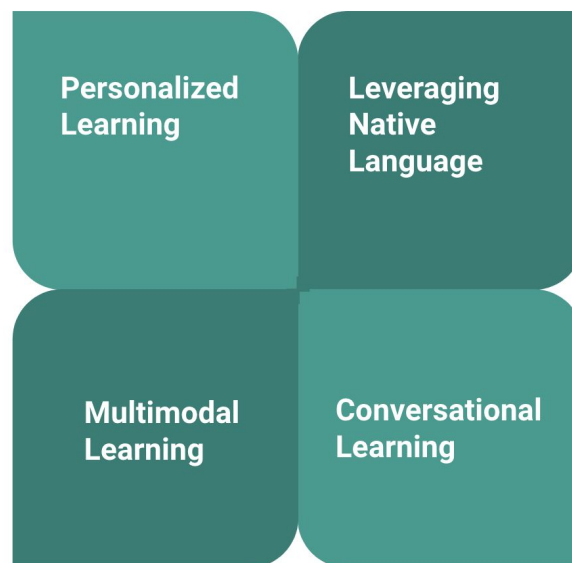 Personalized
Learning
Leveraging
Native
Language
Multimodal
Learning
Conversational
Learning